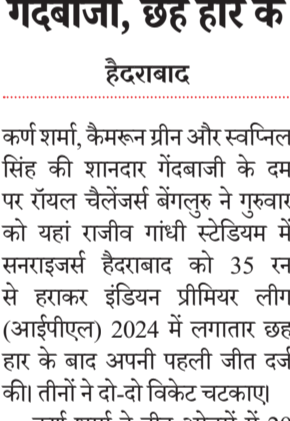 गेंदबाजी, छह हार के
हैदराबाद
कर्ण शर्मा, कैमरून ग्रीन और स्वप्निल
सिंह की शानदार गेंदबाजी के दम
पर रॉयल चैलेंजर्स बेंगलुरु ने गुरुवार
को यहां राजीव गांधी स्टेडियम में
सनराइजर्स हैदराबाद को 35 रन
से हराकर इंडियन प्रीमियर लीग
(आईपीएल) 2024 में लगातार छह
हार के बाद अपनी पहली जीत दर्ज
की। तीनों ने दो-दो विकेट चटकाए।